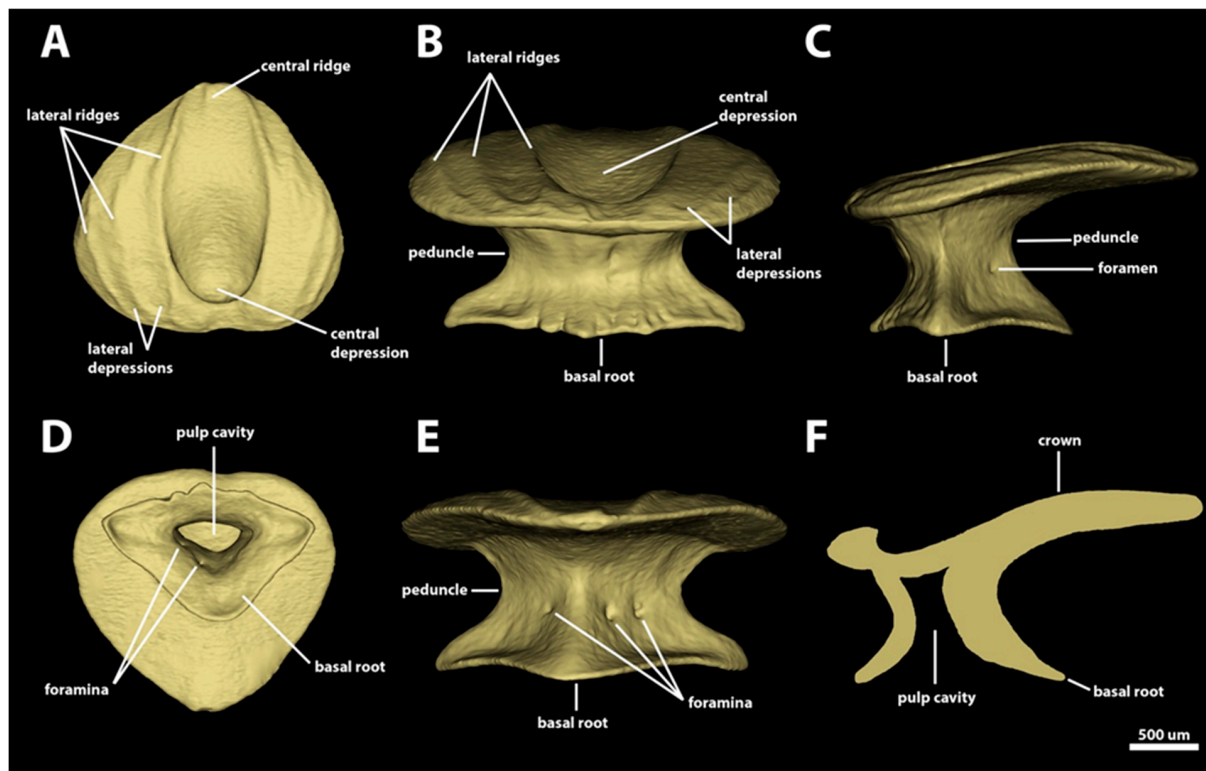 A
central ridge
lateral ridges
lateral
depressions
central
depression
B
lateral ridges
central
depression
peduncle
lateral
depressions
basal root
C
peduncle
foramen
basal root
D
pulp cavity
foramina
basal root
E
peduncle
foramina
basal root
F
crown
pulp cavity
basal root
500 um